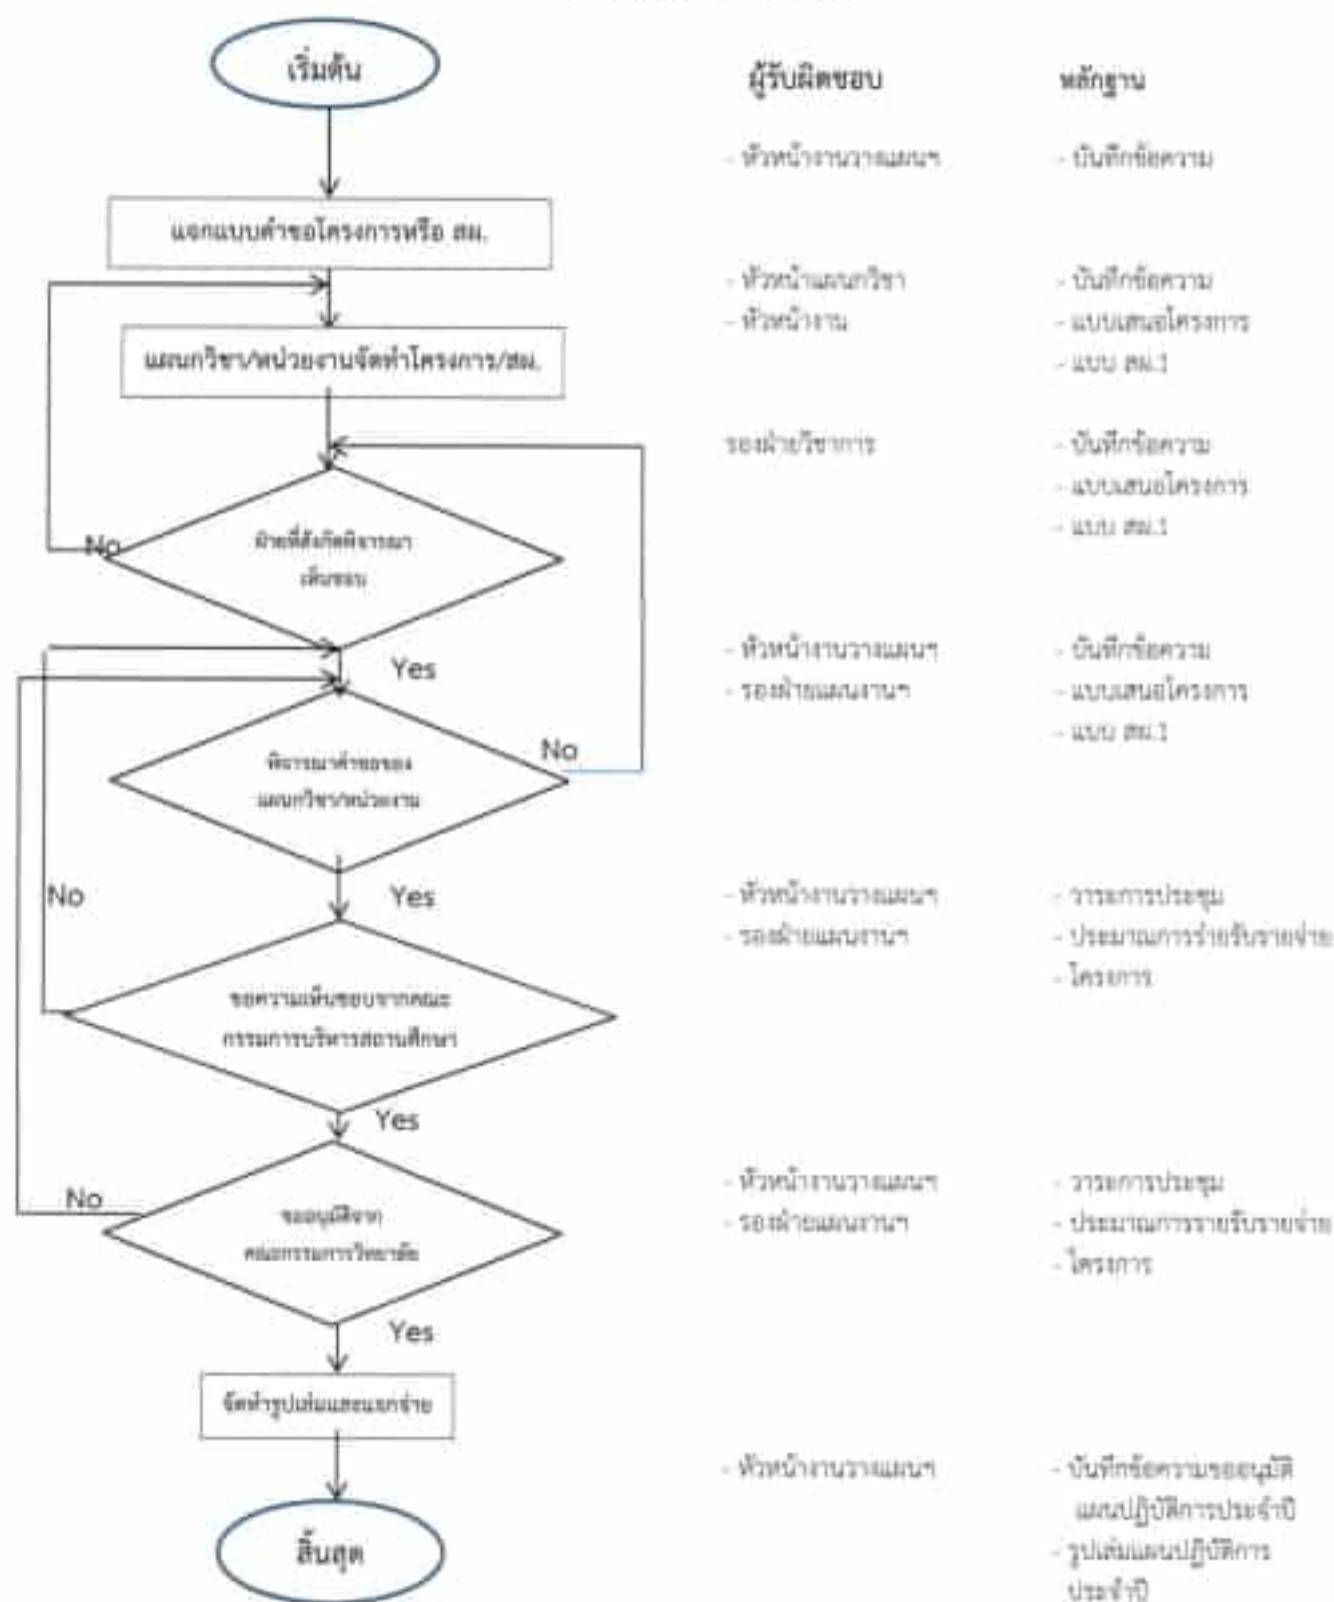 เริ่มต้น
ผู้รับผิดชอบ
หลักฐาน
- หัวหน้างานวางแผนฯ
- บันทึกข้อความ
แจกแบบคำขอโครงการหรือ สผ.
- หัวหน้าแผนกวิชา
- บันทึกข้อความ
- หัวหน้างาน
- แบบเสนอโครงการ
แผนกวิชา/หน่วยงานจัดทำโครงการ/สผ.
- แบบ สผ.1
รองฝ่ายวิชาการ
- บันทึกข้อความ
- แบบเสนอโครงการ
- แบบ สผ.1
No
ฝ่ายที่สังกัดพิจารณา
เห็นชอบ
Yes
- หัวหน้างานวางแผนฯ
- บันทึกข้อความ
- รองฝ่ายแผนงานฯ
- แบบเสนอโครงการ
- แบบ สผ.1
No
พิจารณาคำขอของ
แผนกวิชา/หน่วยงาน
No
Yes
- หัวหน้างานวางแผนฯ
- วาระการประชุม
- รองฝ่ายแผนงานฯ
- ประมาณการร่ายรับรายจ่าย
- โครงการ
ขอความเห็นชอบจากคณะ
กรรมการบริหารสถานศึกษา
Yes
- หัวหน้างานวางแผนฯ
- วาระการประชุม
No
- รองฝ่ายแผนงานฯ
- ประมาณการรายรับรายจ่าย
- โครงการ
ขออนุมัติจาก
คณะกรรมการวิทยาลัย
Yes
จัดทำรูปเล่มและแจกจ่าย
- หัวหน้างานวางแผนฯ
- บันทึกข้อความขออนุมัติ
แผนปฏิบัติการประจำปี
สิ้นสุด
- รูปเล่มแผนปฏิบัติการ
ประจำปี